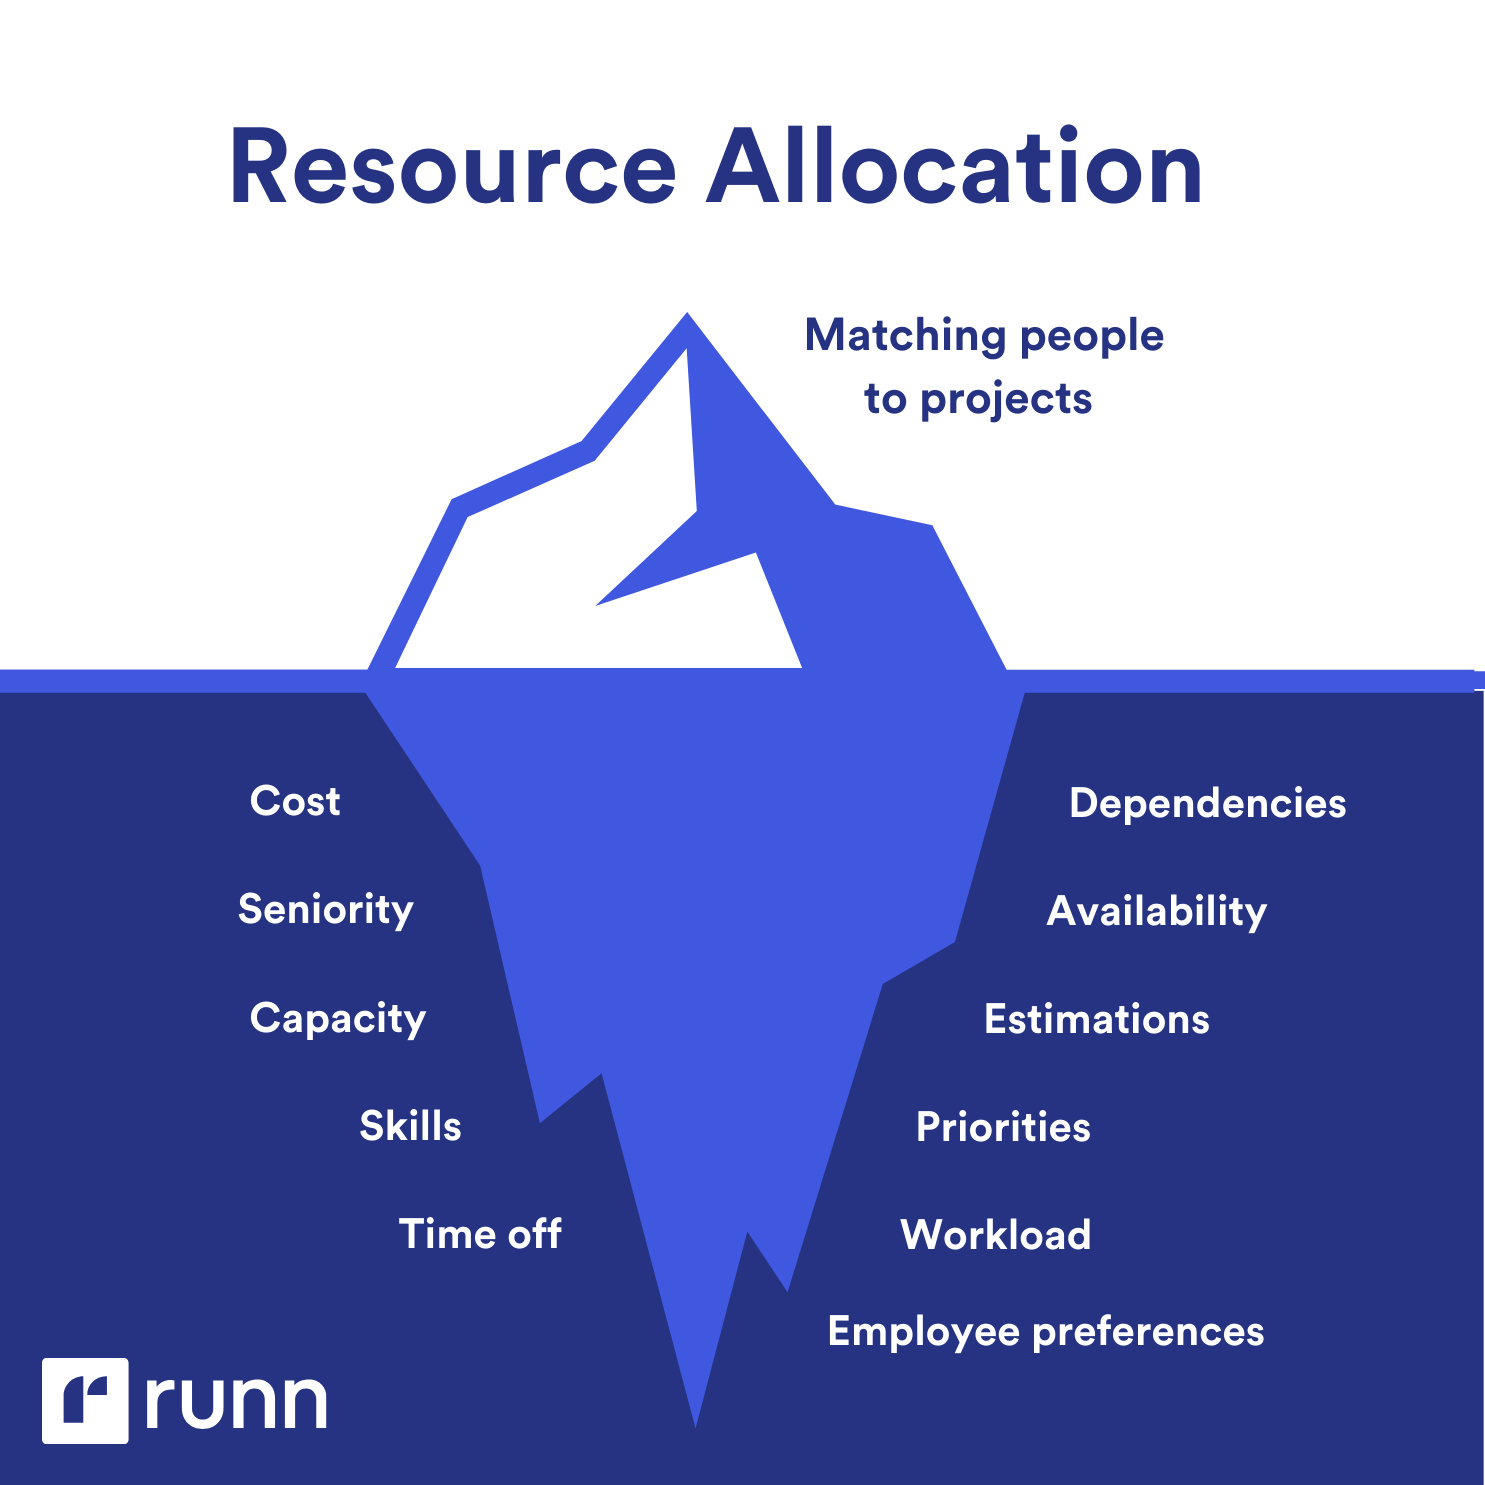 Resource Allocation
Matching people
to projects
Cost
Seniority
Capacity
Skills
Time off
Dependencies
Availability
Estimations
Priorities
Workload
Employee preferences
runn